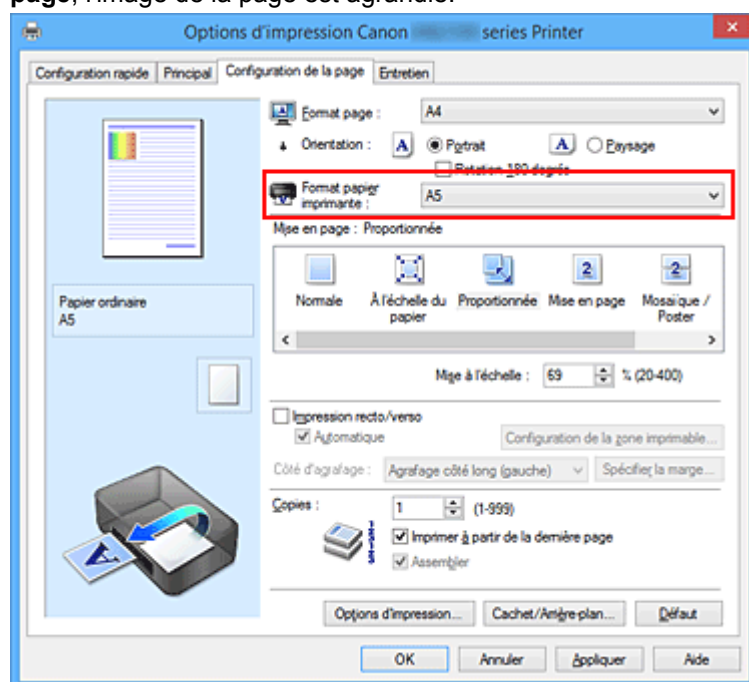 page, l'image de la page est agrandie.
Options d'impression Canon series Printer
Configuration rapide Principal Configuration de la page Entretien
Format page : A4
Orientation : A Portrait A Paysage
Rotation 180 degrés
Format papier imprimante : A5
Mise en page : Proportionnée
Normale À l'échelle du papier Proportionnée Mise en page Mosaïque / Poster
Papier ordinaire
A5
Mise à l'échelle : 69 % (20-400)
Impression recto/verso
Automatique Configuration de la zone imprimable...
Côté d'agrafage : Agrafage côté long (gauche) Spécifier la marge...
Copies : 1 (1-999)
Imprimer à partir de la dernière page
Assembler
Options d'impression... Cachet/Arrière-plan... Défaut
OK Annuler Appliquer Aide